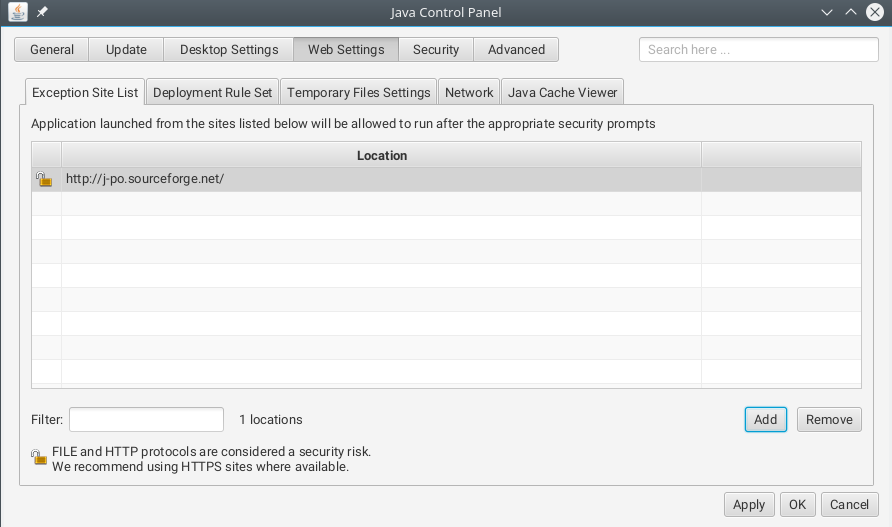 Java Control Panel
General Update Desktop Settings Web Settings Security Advanced Search here ...
Exception Site List Deployment Rule Set Temporary Files Settings Network Java Cache Viewer
Application launched from the sites listed below will be allowed to run after the appropriate security prompts
Location
http://j-po.sourceforge.net/
Filter: 1 locations Add Remove
FILE and HTTP protocols are considered a security risk.
We recommend using HTTPS sites where available.
Apply OK Cancel